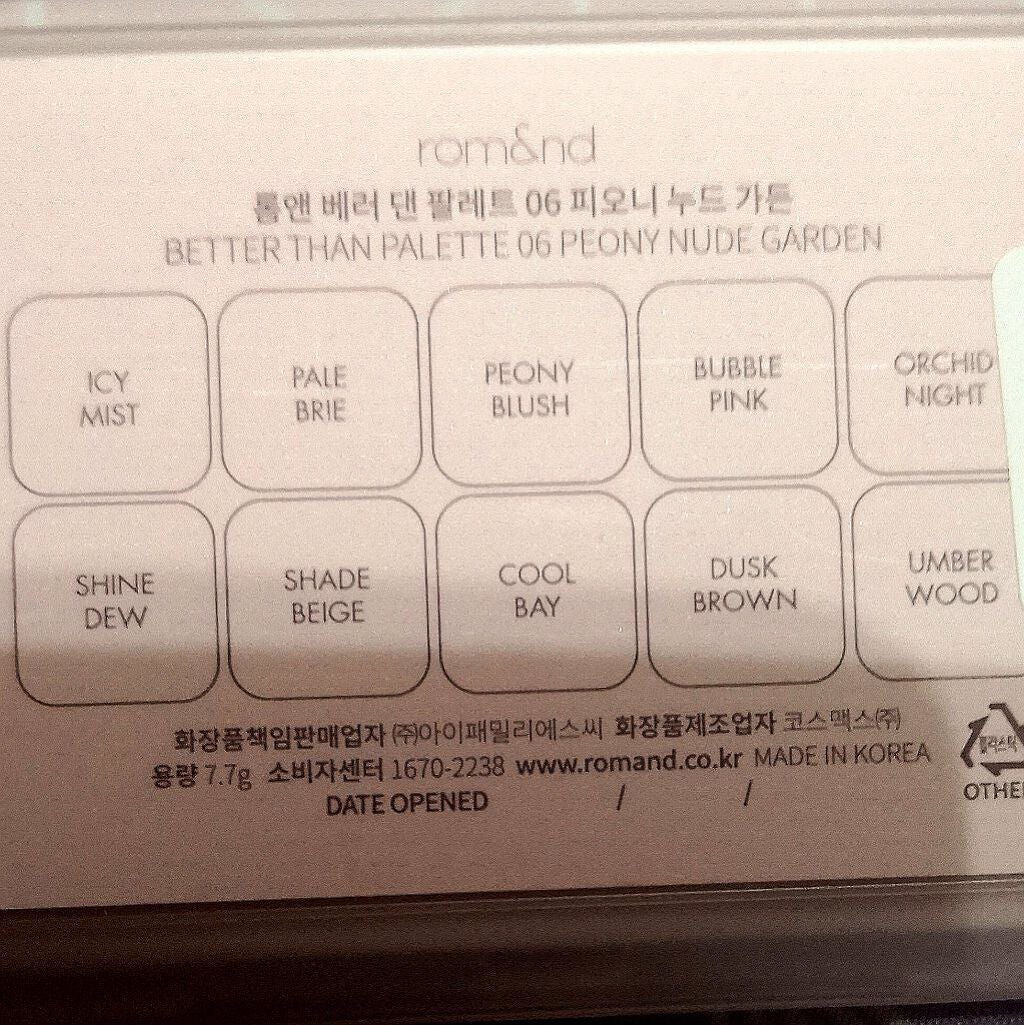 rom&nd
롬앤 베러 댄 팔레트 06 피오니 누드 가든
BETTER THAN PALETTE 06 PEONY NUDE GARDEN
ICY
MIST
PALE
BRIE
PEONY
BLUSH
BUBBLE
PINK
ORCHID
NIGHT
SHINE
DEW
SHADE
BEIGE
COOL
BAY
DUSK
BROWN
UMBER
WOOD
화장품책임판매업자 ㈜아이패밀리에스씨 화장품제조업자 코스맥스㈜
용량 7.7g 소비자센터 1670-2238 www.romand.co.kr MADE IN KOREA
DATE OPENED / /
플라스틱
OTHE